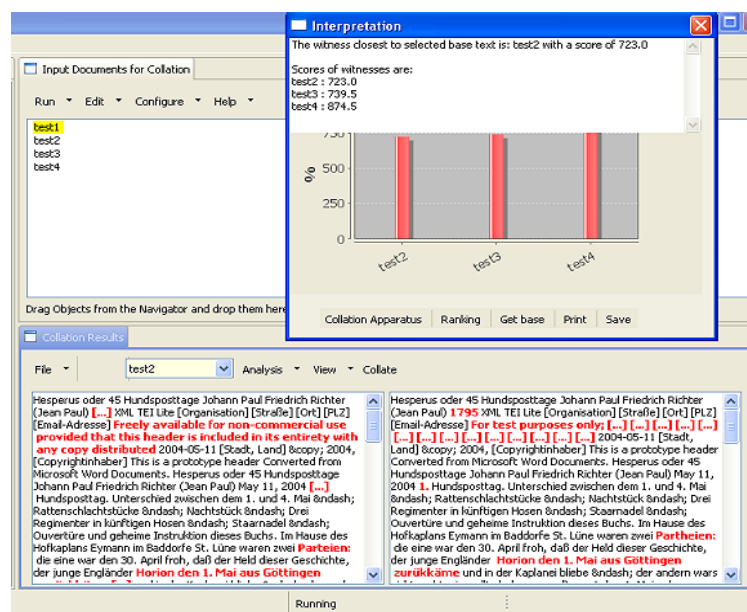 Interpretation
The witness closest to selected base text is: test2 with a score of 723.0
Scores of witnesses are:
test2 : 723.0
test3 : 739.5
test4 : 874.5
750
500
250
0
%
test2
test3
test4
Collation Apparatus
Ranking
Get base
Print
Save
Input Documents for Collation
Run
Edit
Configure
Help
test1
test2
test3
test4
Drag Objects from the Navigator and drop them here
Collation Results
File
test2
Analysis
View
Collate
Hesperus oder 45 Hundsposttage Johann Paul Friedrich Richter
(Jean Paul) [...] XML TEI Lite [Organisation] [Straße] [Ort] [PLZ]
[Email-Adresse] Freely available for non-commercial use
provided that this header is included in its entirety with
any copy distributed 2004-05-11 [Stadt, Land] &copy; 2004,
[Copyrightinhaber] This is a prototype header Converted from
Microsoft Word Documents. Hesperus oder 45 Hundsposttage
Johann Paul Friedrich Richter (Jean Paul) May 11, 2004 [...]
Hundsposttag. Unterschied zwischen dem 1. und 4. Mai &ndash;
Rattenschlachtstücke &ndash; Nachtstück &ndash; Drei
Regimenter in künftigen Hosen &ndash; Staarnadel &ndash;
Ouvertüre und geheime Instruktion dieses Buchs. Im Hause des
Hofkaplans Eymann im Baddorfe St. Lüne waren zwei Parteien:
die eine war den 30. April froh, daß der Held dieser Geschichte,
der junge Engländer Horion den 1. Mai aus Göttingen
Hesperus oder 45 Hundsposttage Johann Paul Friedrich Richter
(Jean Paul) 1795 XML TEI Lite [Organisation] [Straße] [Ort] [PLZ]
[Email-Adresse] For test purposes only; [...] [...] [...] [...] [...]
[...] [...] [...] [...] [...] [...] [...] [...] 2004-05-11 [Stadt,
Land] &copy; 2004, [Copyrightinhaber] This is a prototype header
Converted from Microsoft Word Documents. Hesperus oder 45
Hundsposttage Johann Paul Friedrich Richter (Jean Paul) May 11,
2004 1. Hundsposttag. Unterschied zwischen dem 1. und 4. Mai
&ndash; Rattenschlachtstücke &ndash; Nachtstück &ndash; Drei
Regimenter in künftigen Hosen &ndash; Staarnadel &ndash;
Ouvertüre und geheime Instruktion dieses Buchs. Im Hause des
Hofkaplans Eymann im Baddorfe St. Lüne waren zwei Partheien:
die eine war den 30. April froh, daß der Held dieser Geschichte,
der junge Engländer Horion den 1. Mai aus Göttingen
zurükkäme und in der Kaplanei bliebe &ndash; der andern wars
Running